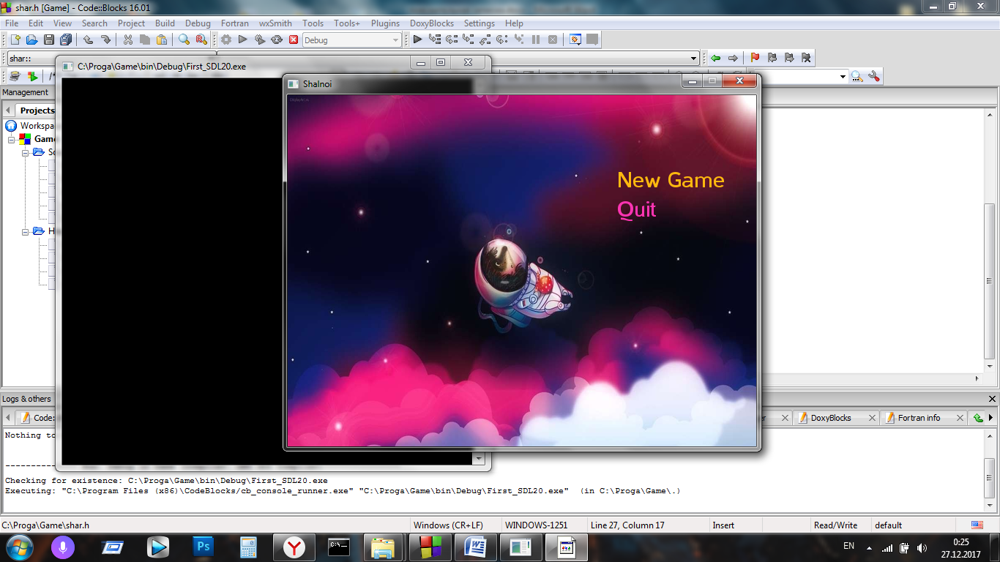 shar.h [Game] - Code::Blocks 16.01
File Edit View Search Project Build Debug Fortran wxSmith Tools Tools+ Plugins DoxyBlocks Settings Help
Debug
shar::
C:\Proga\Game\bin\Debug\First_SDL20.exe
Shalnoi
Management
Projects
Workspa
Gam
New Game
Quit
Logs & others
Code:
DoxyBlocks
Fortran info
Nothing to
Checking for existence: C:\Proga\Game\bin\Debug\First_SDL20.exe
Executing: "C:\Program Files (x86)\CodeBlocks/cb_console_runner.exe" "C:\Proga\Game\bin\Debug\First_SDL20.exe"  (in C:\Proga\Game\.)
C:\Proga\Game\shar.h Windows (CR+LF) WINDOWS-1251 Line 27, Column 17 Insert Read/Write default
Ps
C:\
EN
0:25
27.12.2017